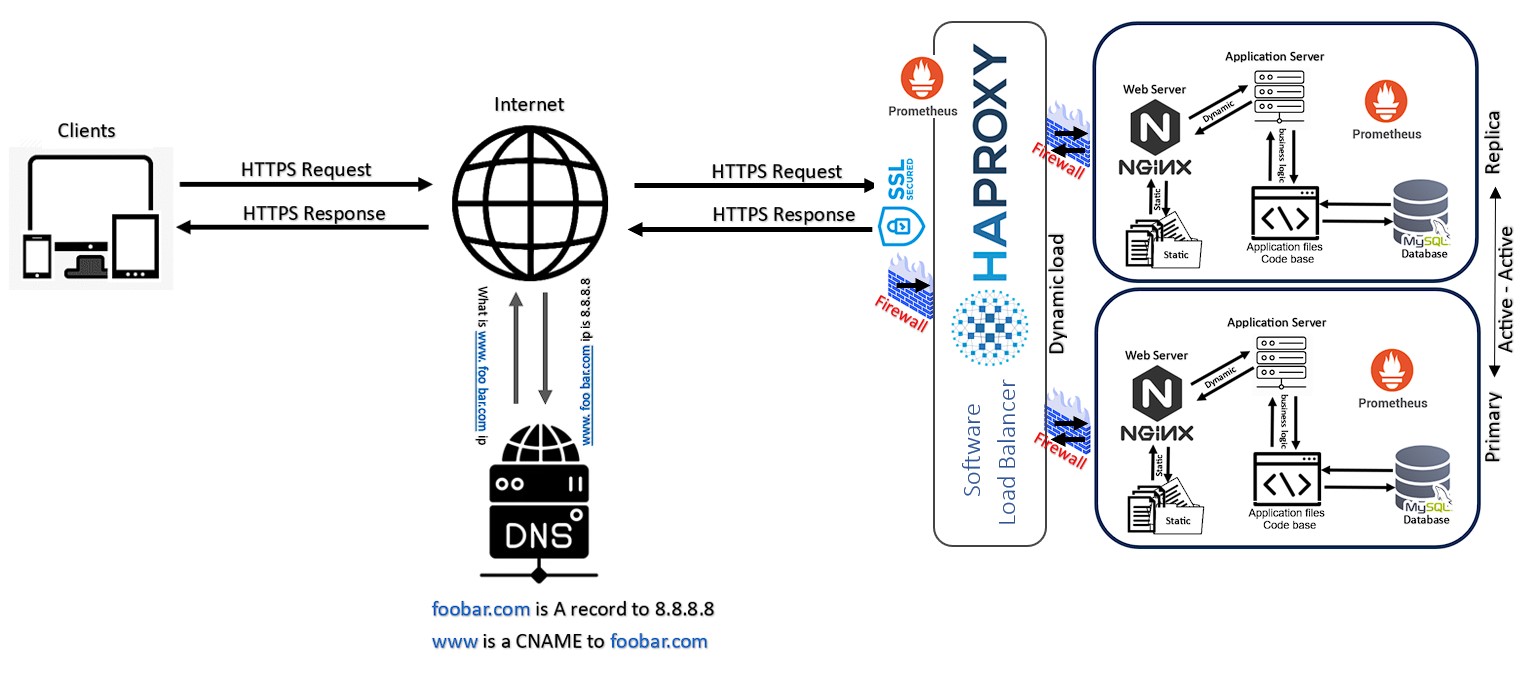 Clients
HTTPS Request
HTTPS Response
Internet
What is www. foo bar.com ip
www. foo bar.com ip is 8.8.8.8
DNS
foobar.com is A record to 8.8.8.8
www is a CNAME to foobar.com
HTTPS Request
HTTPS Response
Prometheus
SSL
SECURED
Firewall
HAPROXY
Software
Load Balancer
Dynamic load
Firewall
Firewall
Web Server
NGINX
Dynamic
Application Server
business logic
Static
Static
Application files
Code base
MySQL
Database
Prometheus
Web Server
NGINX
Dynamic
Application Server
business logic
Static
Static
Application files
Code base
MySQL
Database
Prometheus
Replica
Active - Active
Primary